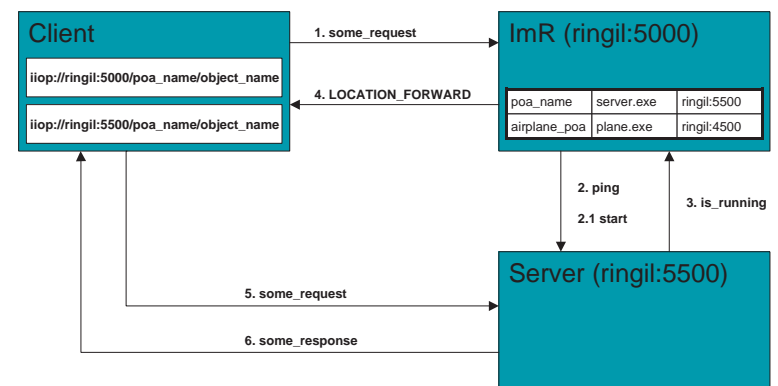 Client
iiop://ringil:5000/poa_name/object_name
iiop://ringil:5500/poa_name/object_name
1. some_request
4. LOCATION_FORWARD
ImR (ringil:5000)
poa_name server.exe ringil:5500
airplane_poa plane.exe ringil:4500
2. ping
2.1 start
3. is_running
Server (ringil:5500)
5. some_request
6. some_response